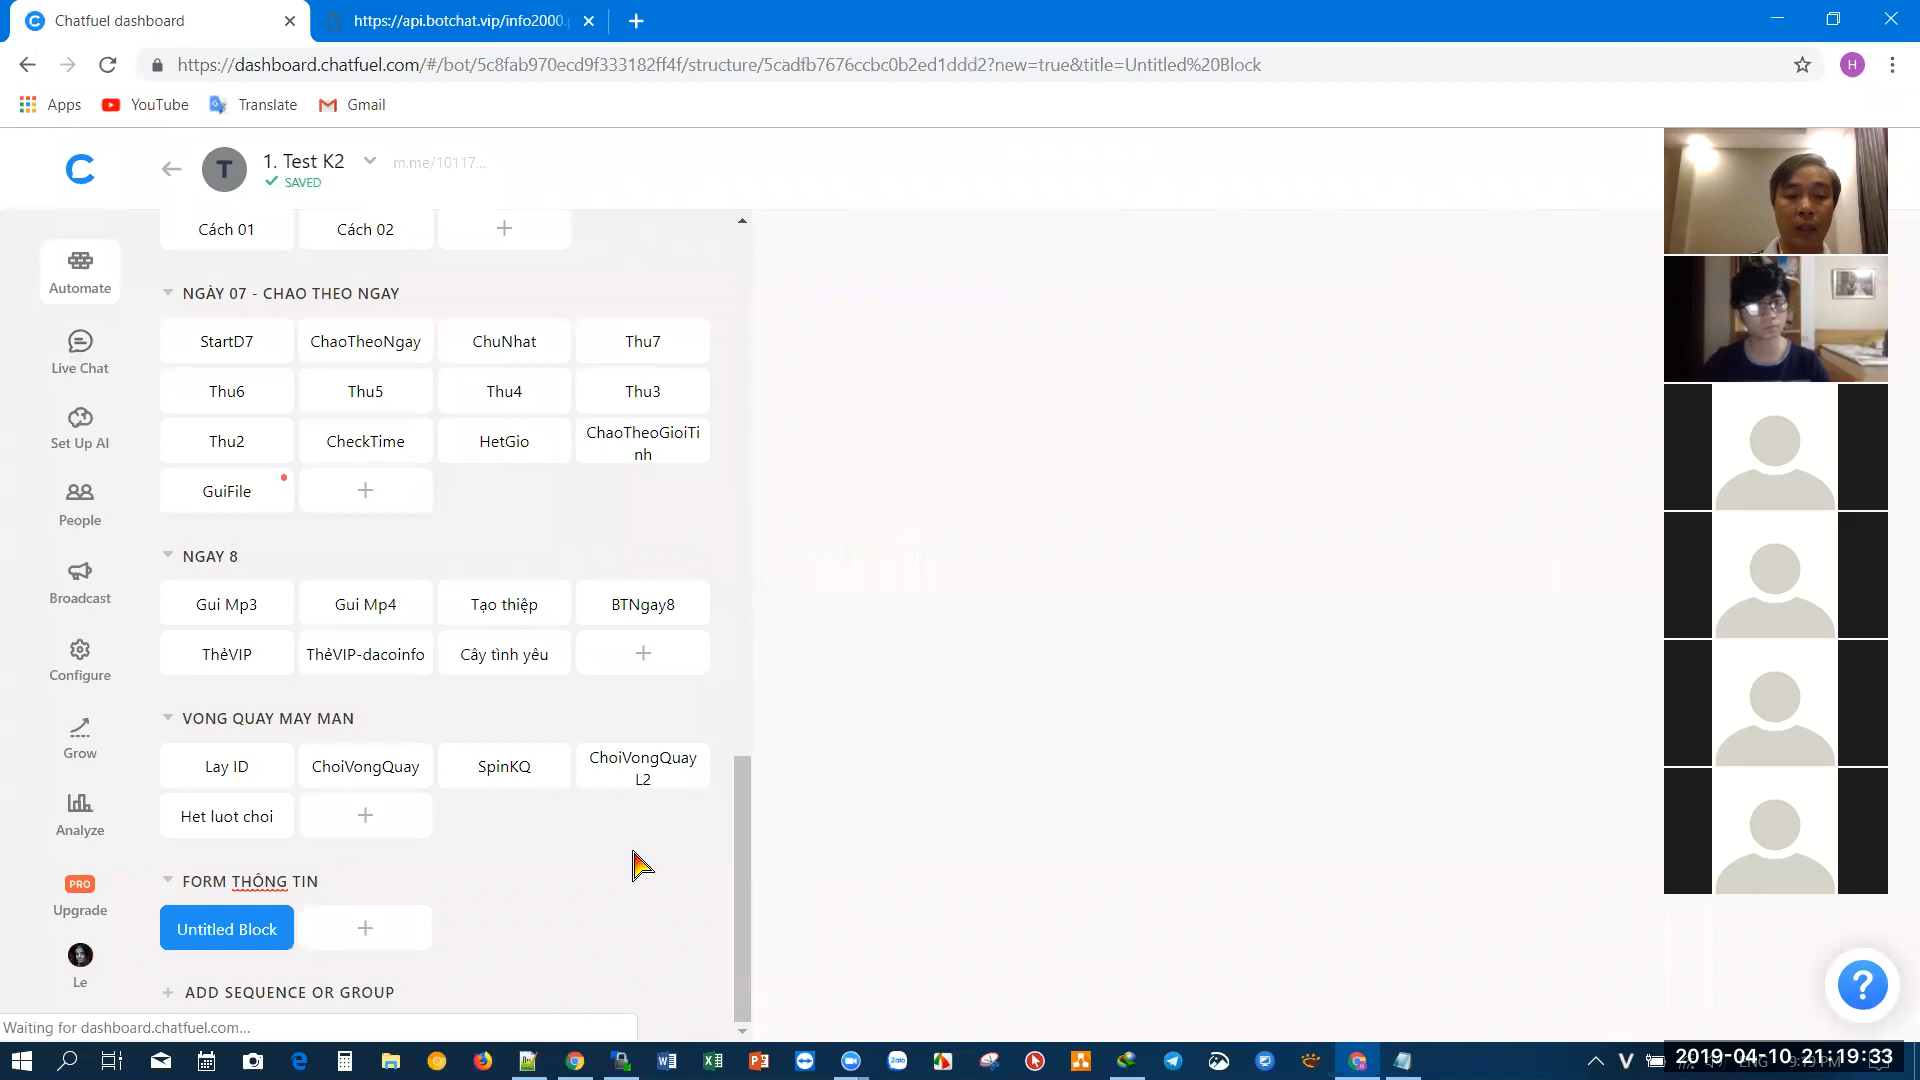 Chatfuel dashboard
https://api.botchat.vip/info2000.
https://dashboard.chatfuel.com/#/bot/5c8fab970ecd9f333182ff4f/structure/5cadfb7676ccbc0b2ed1ddd2?new=true&title=Untitled%20Block
H
Apps
YouTube
Translate
Gmail
T
1. Test K2
m.me/10117...
SAVED
Automate
Live Chat
Set Up AI
People
Broadcast
Configure
Grow
Analyze
PRO
Upgrade
Le
Cách 01
Cách 02
NGÀY 07 - CHAO THEO NGAY
StartD7
ChaoTheoNgay
ChuNhat
Thu7
Thu6
Thu5
Thu4
Thu3
Thu2
CheckTime
HetGio
ChaoTheoGioiTi
nh
GuiFile
NGAY 8
Gui Mp3
Gui Mp4
Tạo thiệp
BTNgay8
ThẻVIP
ThẻVIP-dacoinfo
Cây tình yêu
VONG QUAY MAY MAN
Lay ID
ChoiVongQuay
SpinKQ
ChoiVongQuay
L2
Het luot choi
FORM THÔNG TIN
Untitled Block
ADD SEQUENCE OR GROUP
Waiting for dashboard.chatfuel.com...
?
2019-04-10 21:19:33